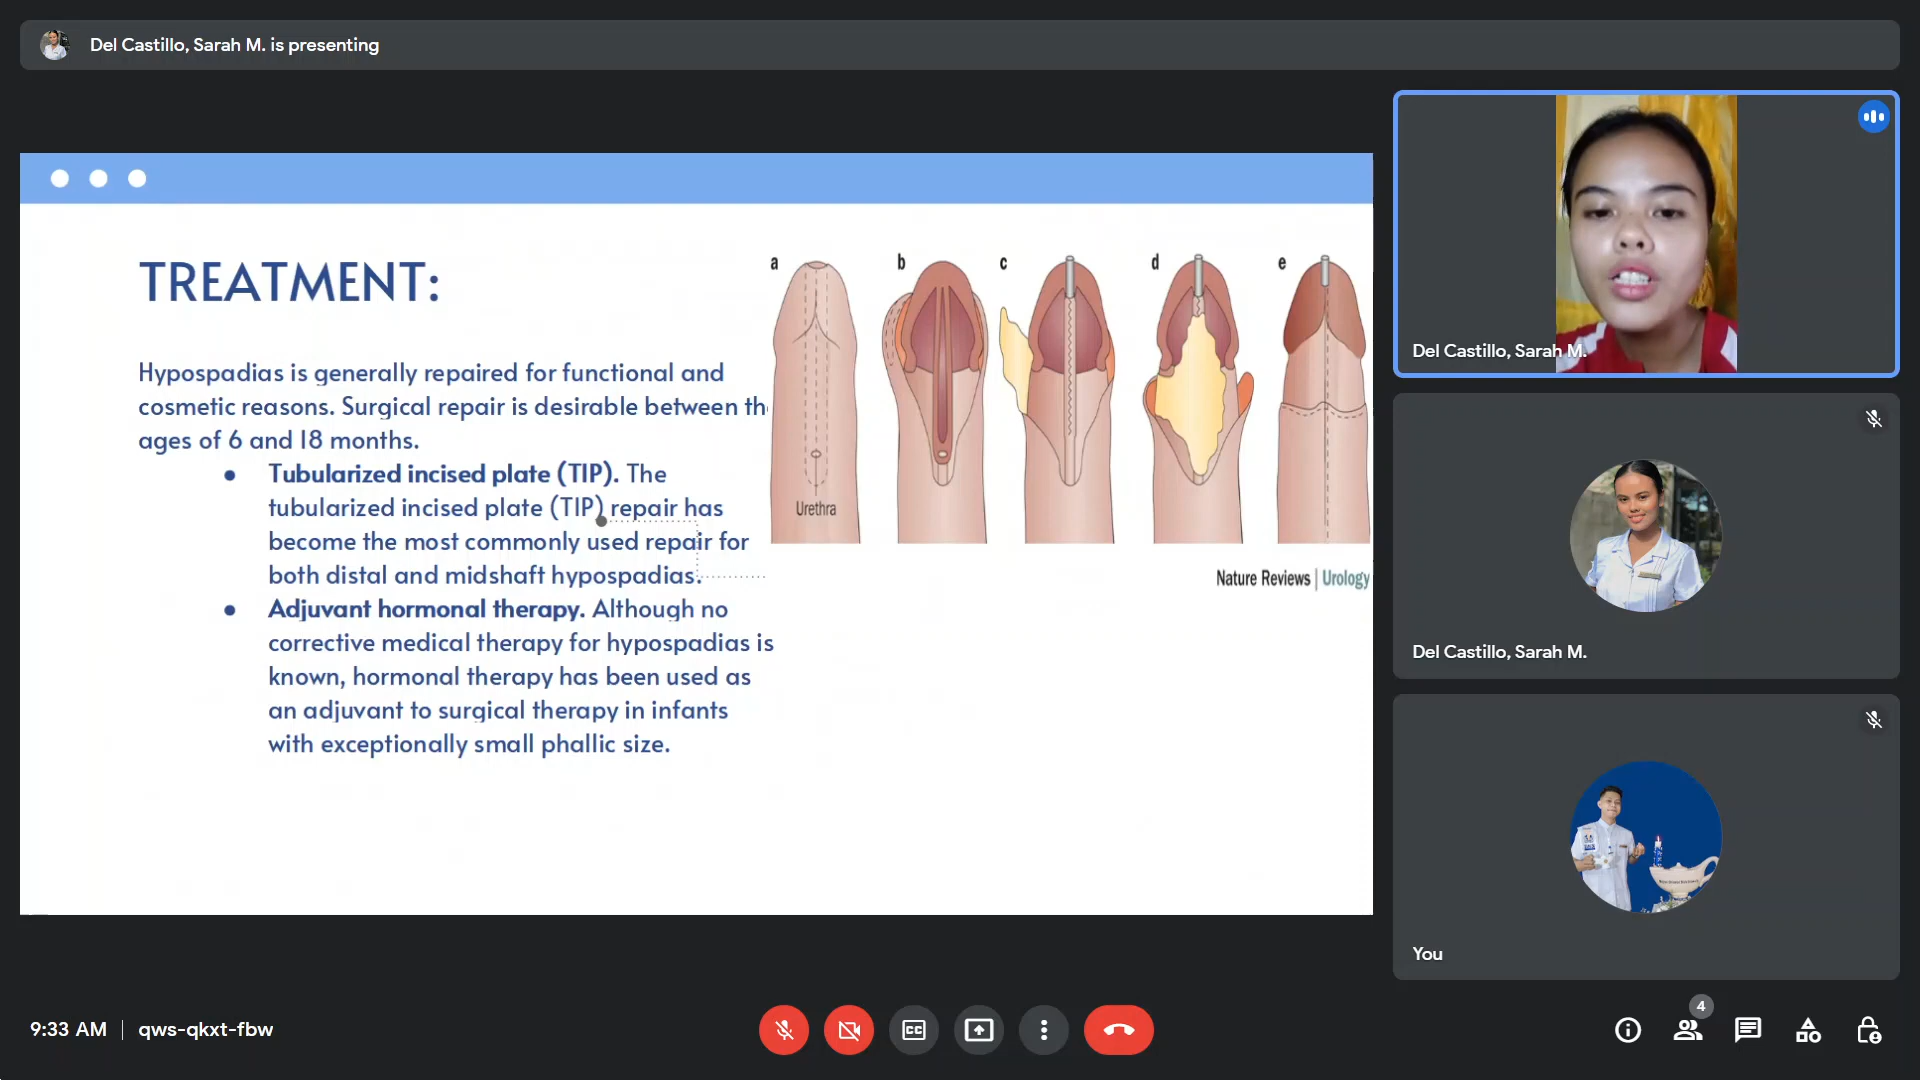 Del Castillo, Sarah M. is presenting
TREATMENT:
Hypospadias is generally repaired for functional and
cosmetic reasons. Surgical repair is desirable between
ages of 6 and 18 months.
● Tubularized incised plate (TIP). The
tubularized incised plate (TIP) repair has
become the most commonly used repair for
both distal and midshaft hypospadias.
● Adjuvant hormonal therapy. Although no
corrective medical therapy for hypospadias is
known, hormonal therapy has been used as
an adjuvant to surgical therapy in infants
with exceptionally small phallic size.
a b c d e
Urethra
Nature Reviews | Urology
Del Castillo, Sarah M.
Del Castillo, Sarah M.
You
9:33 AM | qws-qkxt-fbw
CC
4